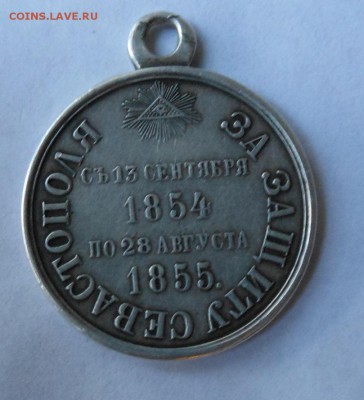 COINS.LAVE.RU
ЗА ЗАЩИТУ СЕВАСТОПОЛЯ
СЪ 13 СЕНТЯБРЯ
1854
ПО 28 АВГУСТА
1855.